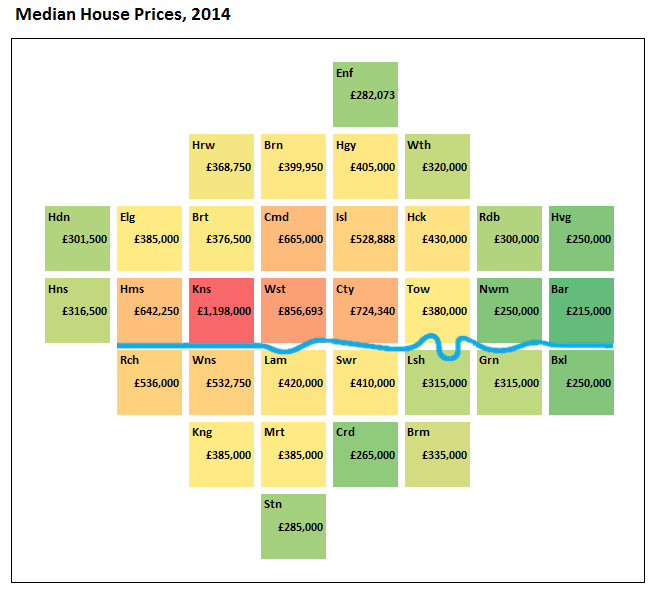 Median House Prices, 2014
Enf
£282,073
Hrw
£368,750
Brn
£399,950
Hgy
£405,000
Wth
£320,000
Hdn
£301,500
Elg
£385,000
Brt
£376,500
Cmd
£665,000
Isl
£528,888
Hck
£430,000
Rdb
£300,000
Hvg
£250,000
Hns
£316,500
Hms
£642,250
Kns
£1,198,000
Wst
£856,693
Cty
£724,340
Tow
£380,000
Nwm
£250,000
Bar
£215,000
Rch
£536,000
Wns
£532,750
Lam
£420,000
Swr
£410,000
Lsh
£315,000
Grn
£315,000
Bxl
£250,000
Kng
£385,000
Mrt
£385,000
Crd
£265,000
Brm
£335,000
Stn
£285,000